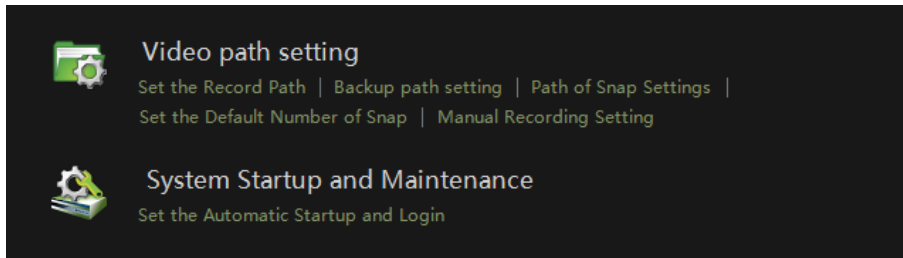 Video path setting
Set the Record Path | Backup path setting | Path of Snap Settings |
Set the Default Number of Snap | Manual Recording Setting
System Startup and Maintenance
Set the Automatic Startup and Login